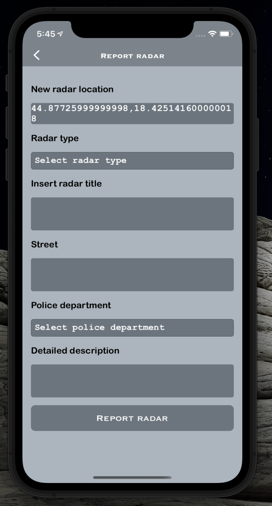 5:45
Report radar
New radar location
44.87725999999998,18.42514160000001
8
Radar type
Select radar type
Insert radar title
Street
Police department
Select police department
Detailed description
Report radar